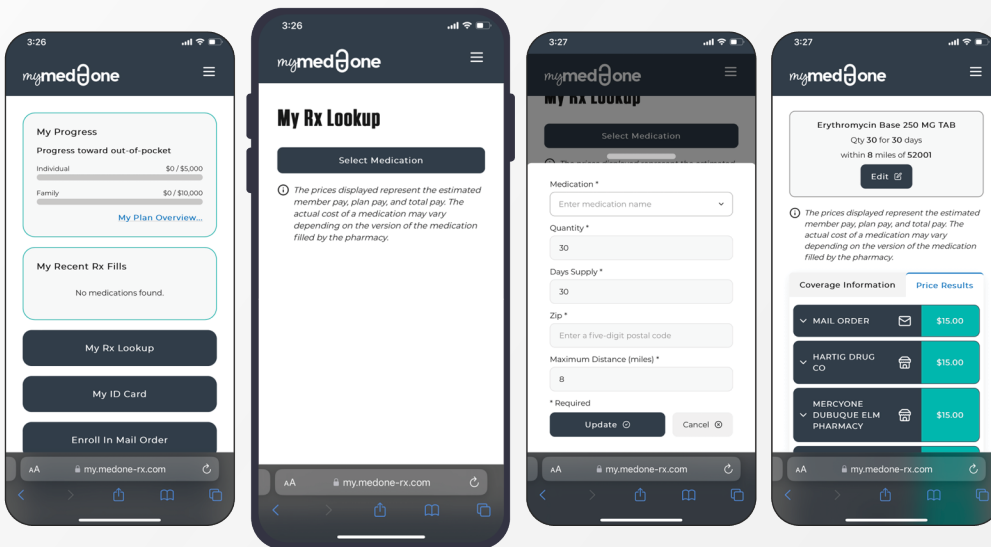 3:26
mymedone
My Progress
Progress toward out-of-pocket
Individual $0 / $5,000
Family $0 / $10,000
My Plan Overview...
My Recent Rx Fills
No medications found.
My Rx Lookup
My ID Card
Enroll In Mail Order
AA my.medone-rx.com
3:26
mymedone
My Rx Lookup
Select Medication
The prices displayed represent the estimated
member pay, plan pay, and total pay. The
actual cost of a medication may vary
depending on the version of the medication
filled by the pharmacy.
AA my.medone-rx.com
3:27
mymedone
My Rx Lookup
Select Medication
The prices displayed represent the estimated
Medication *
Enter medication name
Quantity *
30
Days Supply *
30
Zip *
Enter a five-digit postal code
Maximum Distance (miles) *
8
* Required
Update Cancel
AA my.medone-rx.com
3:27
mymedone
Erythromycin Base 250 MG TAB
Qty 30 for 30 days
within 8 miles of 52001
Edit
The prices displayed represent the estimated
member pay, plan pay, and total pay. The
actual cost of a medication may vary
depending on the version of the medication
filled by the pharmacy.
Coverage Information Price Results
MAIL ORDER $15.00
HARTIG DRUG
CO $15.00
MERCYONE
DUBUQUE ELM $15.00
PHARMACY
AA my.medone-rx.com